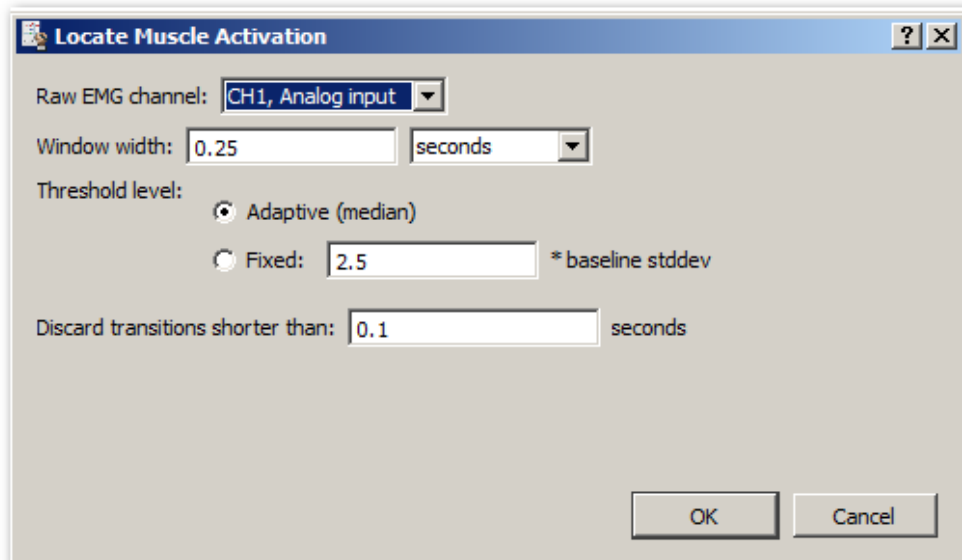 Locate Muscle Activation
Raw EMG channel: CH1, Analog input
Window width: 0.25 seconds
Threshold level:
Adaptive (median)
Fixed: 2.5 * baseline stddev
Discard transitions shorter than: 0.1 seconds
OK Cancel